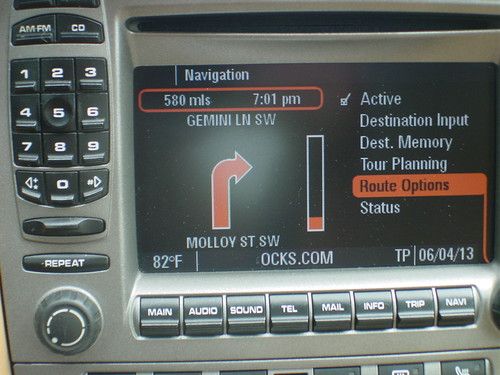 AM·FM CD
Navigation
580 mls 7:01 pm
Active
GEMINI LN SW
Destination Input
Dest. Memory
Tour Planning
Route Options
Status
MOLLOY ST SW
82°F OCKS.COM TP 06/04/13
1 2 3
4 5 6
7 8 9
0 #
REPEAT
MAIN AUDIO SOUND TEL MAIL INFO TRIP NAVI